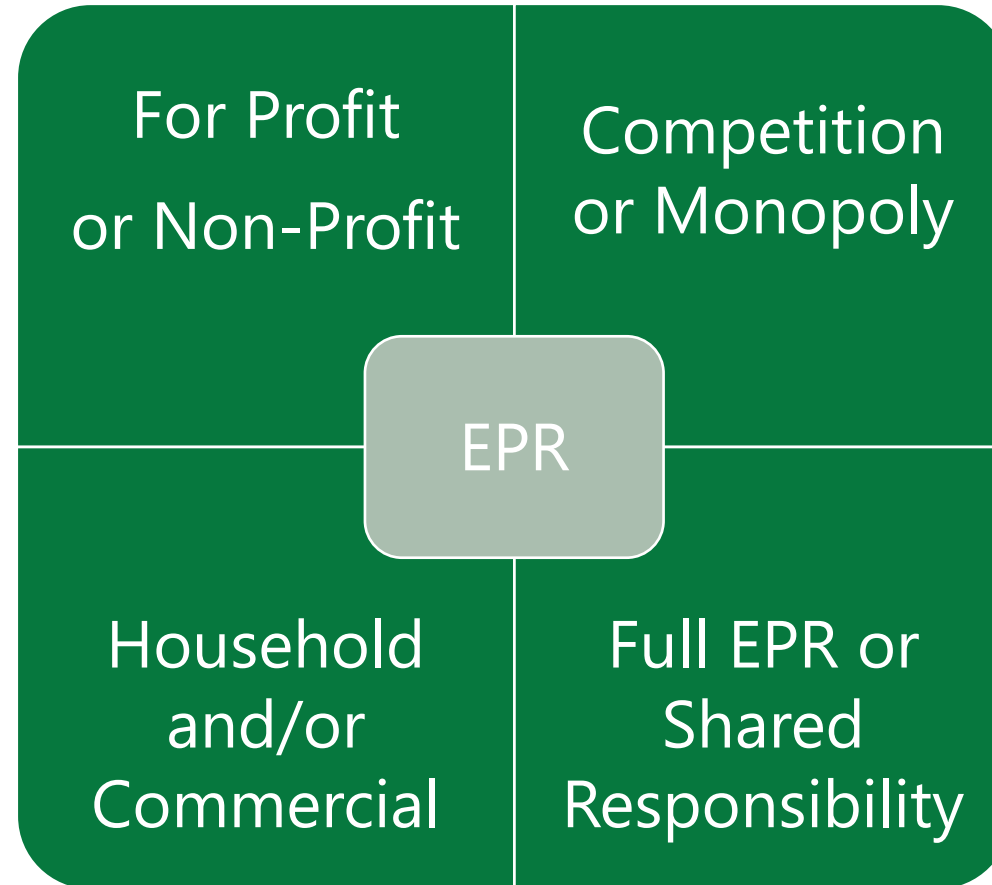 For Profit
or Non-Profit
Competition
or Monopoly
EPR
Household
and/or
Commercial
Full EPR or
Shared
Responsibility